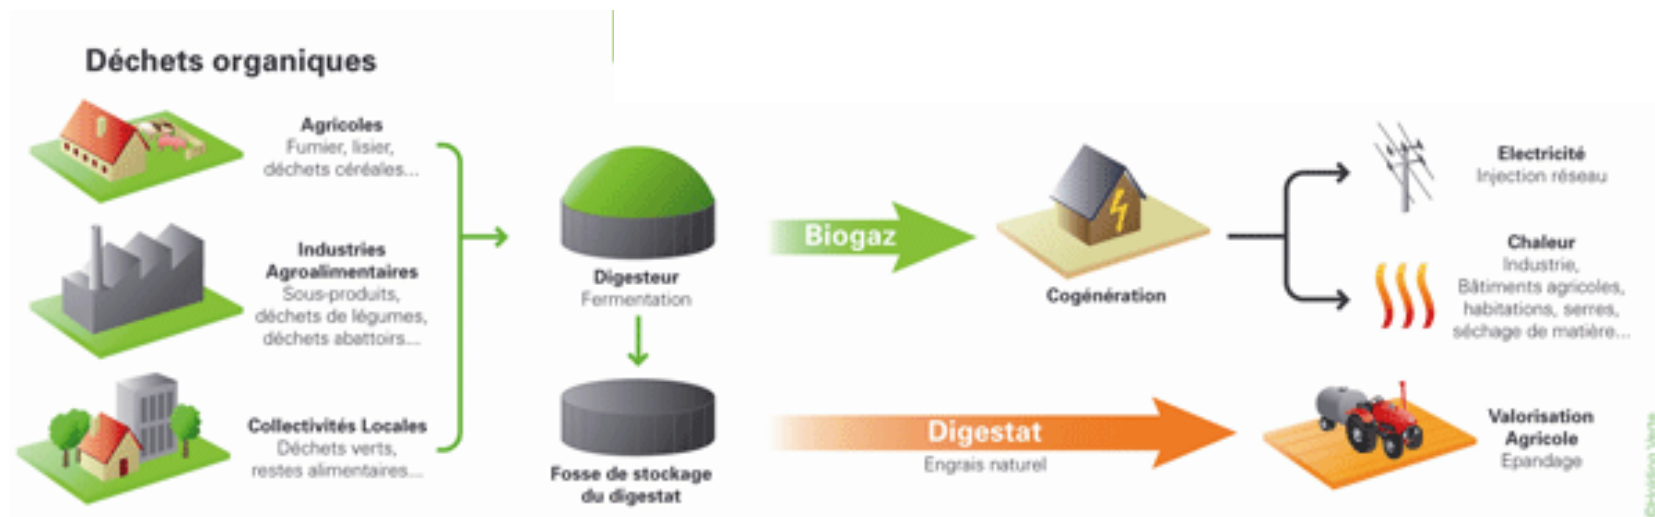 Déchets organiques
Agricoles
Fumier, lisier,
déchets céréales...
Industries
Agroalimentaires
Sous-produits,
déchets de légumes,
déchets abattoirs...
Collectivités Locales
Déchets verts,
restes alimentaires...
Digesteur
Fermentation
Fosse de stockage
du digestat
Biogaz
Cogénération
Electricité
Injection réseau
Chaleur
Industrie,
Bâtiments agricoles,
habitations, serres,
séchage de matière...
Digestat
Engrais naturel
Valorisation
Agricole
Epandage